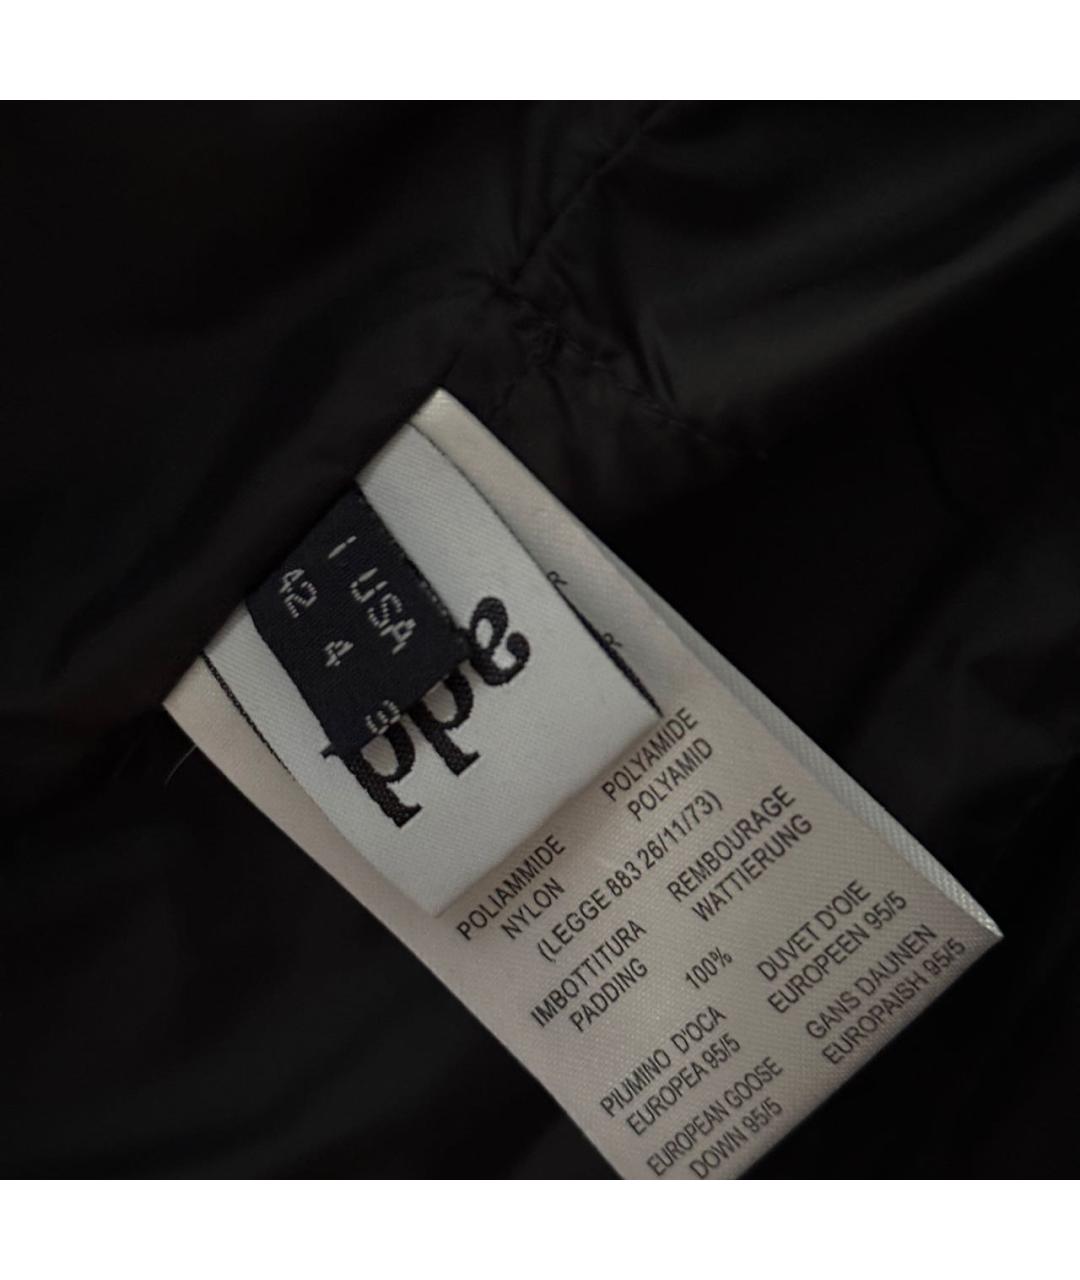 I USA
42 4
add
R
R
POLIAMMIDE POLYAMIDE
NYLON POLYAMID
(LEGGE 883 26/11/73)
IMBOTTITURA REMBOURAGE
PADDING WATTIERUNG
100%
PIUMINO D'OCA DUVET D'OIE
EUROPEA 95/5 EUROPEEN 95/5
EUROPEAN GOOSE GANS DAUNEN
DOWN 95/5 EUROPAISH 95/5